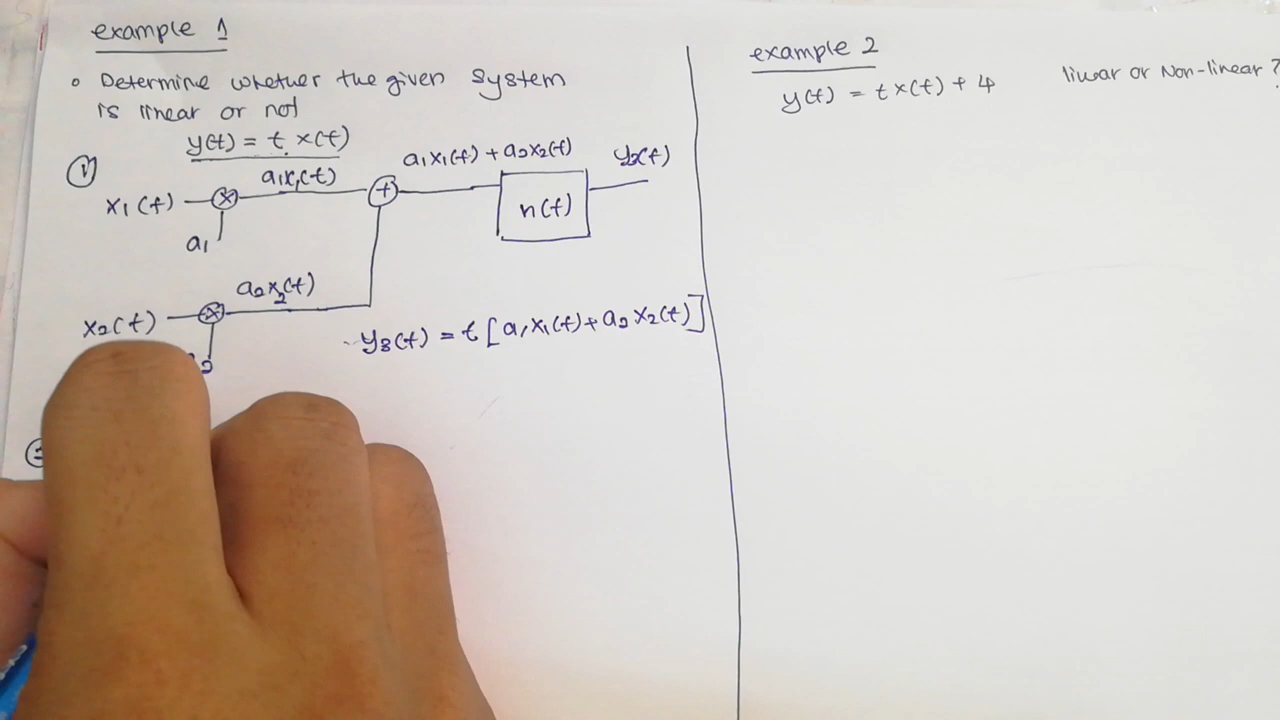 example 1
• Determine whether the given system
is linear or not
y(t) = t . x(t)
①
a1x1(t)
a1x1(t) + a2x2(t)
y3(t)
x1(t)
×
+
h(t)
a1
a2x2(t)
x2(t)
×
y3(t) = t [a1x1(t) + a2x2(t)]
2
example 2
y(t) = t x(t) + 4
linear or Non-linear ?